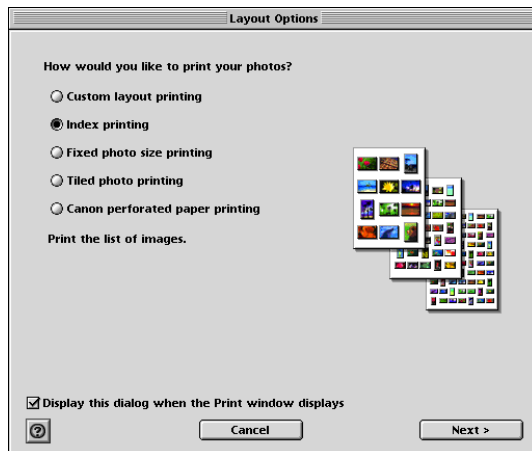 Layout Options
How would you like to print your photos?
Custom layout printing
Index printing
Fixed photo size printing
Tiled photo printing
Canon perforated paper printing
Print the list of images.
Display this dialog when the Print window displays
?
Cancel
Next >